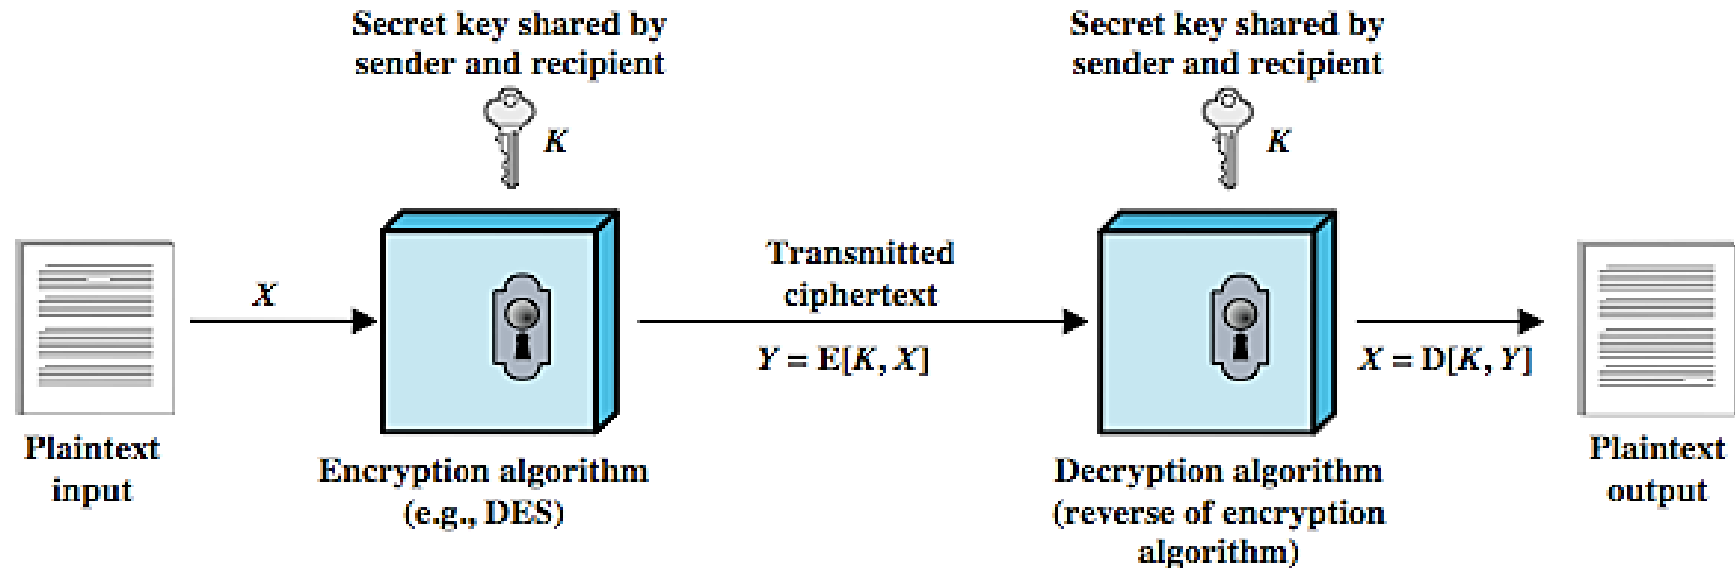 Secret key shared by
sender and recipient
K
Secret key shared by
sender and recipient
K
X
Transmitted
ciphertext
Y = E[K, X]
X = D[K, Y]
Plaintext
input
Encryption algorithm
(e.g., DES)
Decryption algorithm
(reverse of encryption
algorithm)
Plaintext
output